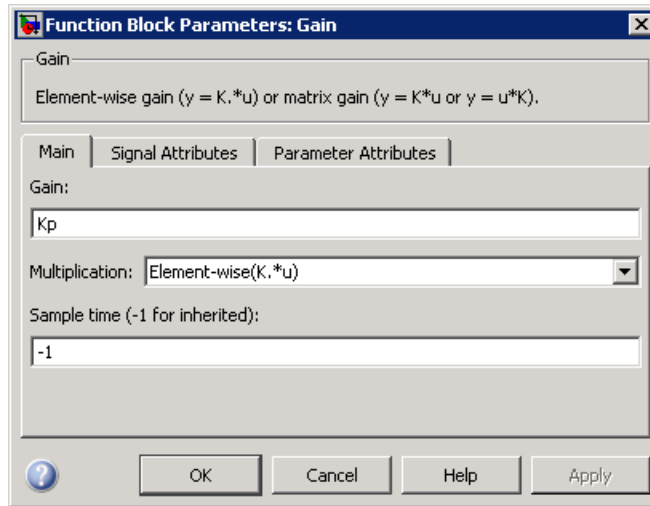 Function Block Parameters: Gain
Gain
Element-wise gain (y = K.*u) or matrix gain (y = K*u or y = u*K).
Main Signal Attributes Parameter Attributes
Gain:
Kp
Multiplication: Element-wise(K.*u)
Sample time (-1 for inherited):
-1
OK Cancel Help Apply